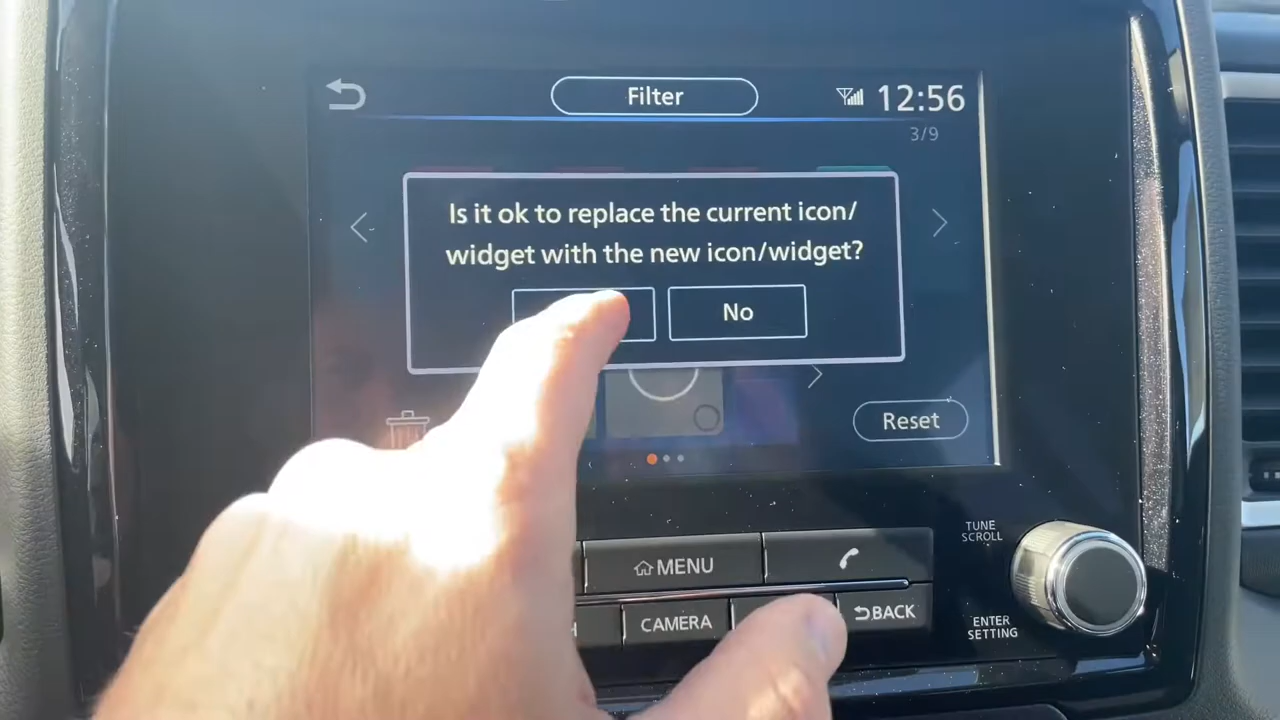 Filter
12:56
3/9
Is it ok to replace the current icon/
widget with the new icon/widget?
No
Reset
TUNE
SCROLL
MENU
CAMERA
BACK
ENTER
SETTING